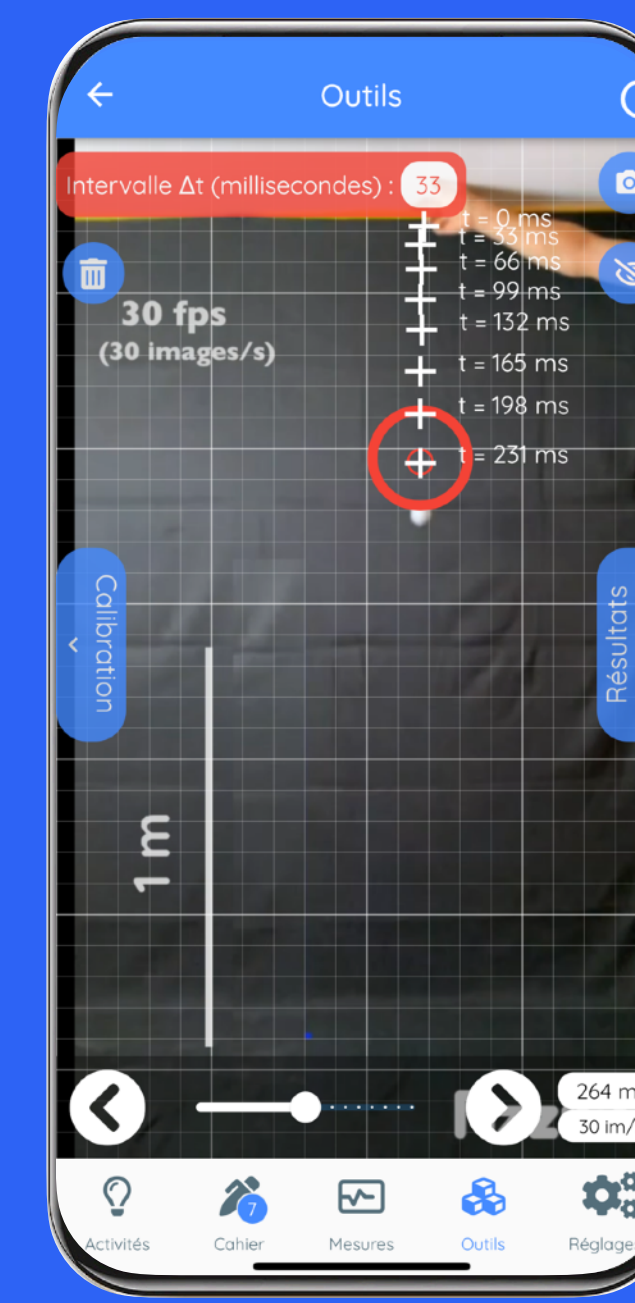 Outils
Intervalle Δt (millisecondes) : 33
t = 0 ms
t = 33 ms
t = 66 ms
t = 99 ms
t = 132 ms
t = 165 ms
t = 198 ms
t = 231 ms
30 fps
(30 images/s)
Calibration
Résultats
1 m
264 m
30 im/
Activités
Cahier
7
Mesures
Outils
Réglage